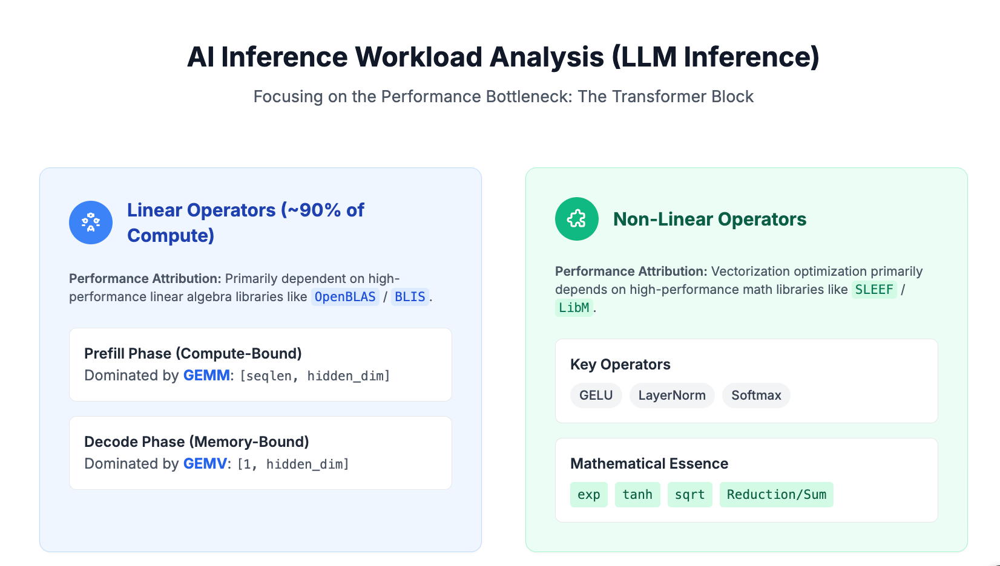 AI Inference Workload Analysis (LLM Inference)
Focusing on the Performance Bottleneck: The Transformer Block
Linear Operators (~90% of
Compute)
Performance Attribution: Primarily dependent on high-
performance linear algebra libraries like OpenBLAS / BLIS.
Prefill Phase (Compute-Bound)
Dominated by GEMM: [seqlen, hidden_dim]
Decode Phase (Memory-Bound)
Dominated by GEMV: [1, hidden_dim]
Non-Linear Operators
Performance Attribution: Vectorization optimization primarily
depends on high-performance math libraries like SLEEF /
LibM.
Key Operators
GELU LayerNorm Softmax
Mathematical Essence
exp tanh sqrt Reduction/Sum